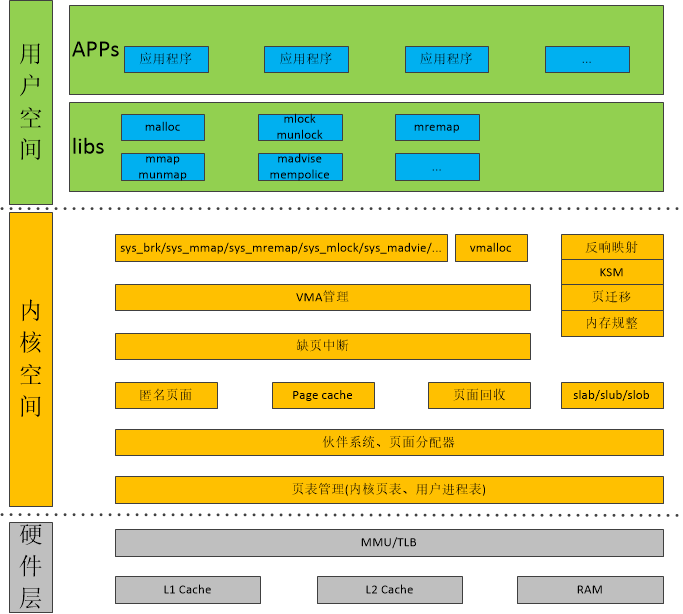 用户空间
APPs
应用程序
应用程序
应用程序
...
libs
malloc
mlock
munlock
mremap
mmap
munmap
madvise
mempolice
...
内核空间
sys_brk/sys_mmap/sys_mremap/sys_mlock/sys_madvie/...
vmalloc
反响映射
KSM
页迁移
内存规整
VMA管理
缺页中断
匿名页面
Page cache
页面回收
slab/slub/slob
伙伴系统、页面分配器
页表管理(内核页表、用户进程表)
硬件层
MMU/TLB
L1 Cache
L2 Cache
RAM